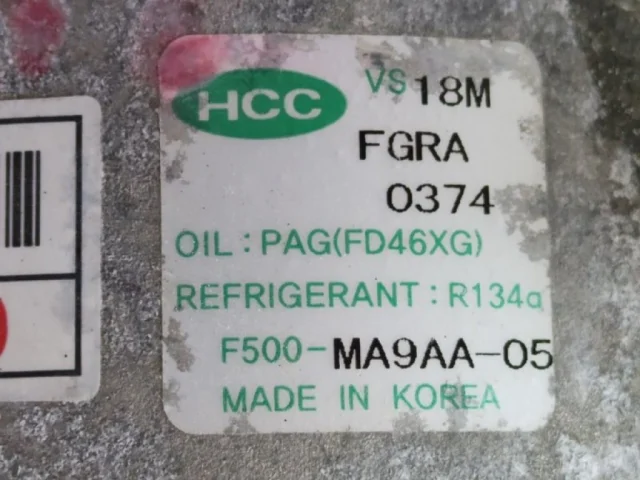 HCC VS18M
FGRA
0374
OIL : PAG(FD46XG)
REFRIGERANT : R134a
F500-MA9AA-05
MADE IN KOREA